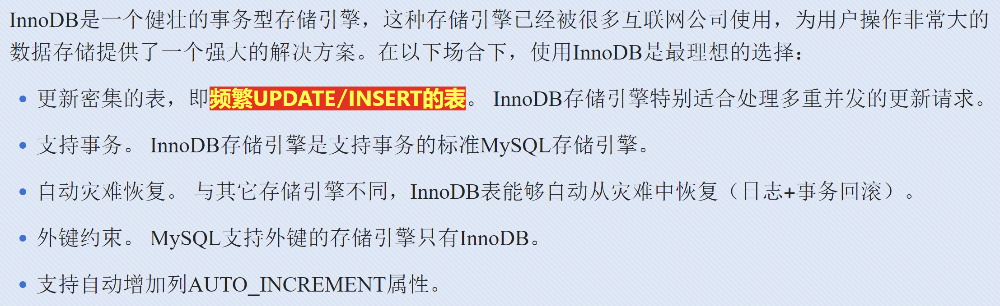 InnoDB是一个健壮的事务型存储引擎，这种存储引擎已经被很多互联网公司使用，为用户操作非常大的
数据存储提供了一个强大的解决方案。在以下场合下，使用InnoDB是最理想的选择：
• 更新密集的表，即频繁UPDATE/INSERT的表。 InnoDB存储引擎特别适合处理多重并发的更新请求。
• 支持事务。 InnoDB存储引擎是支持事务的标准MySQL存储引擎。
• 自动灾难恢复。 与其它存储引擎不同，InnoDB表能够自动从灾难中恢复（日志+事务回滚）。
• 外键约束。 MySQL支持外键的存储引擎只有InnoDB。
• 支持自动增加列AUTO_INCREMENT属性。